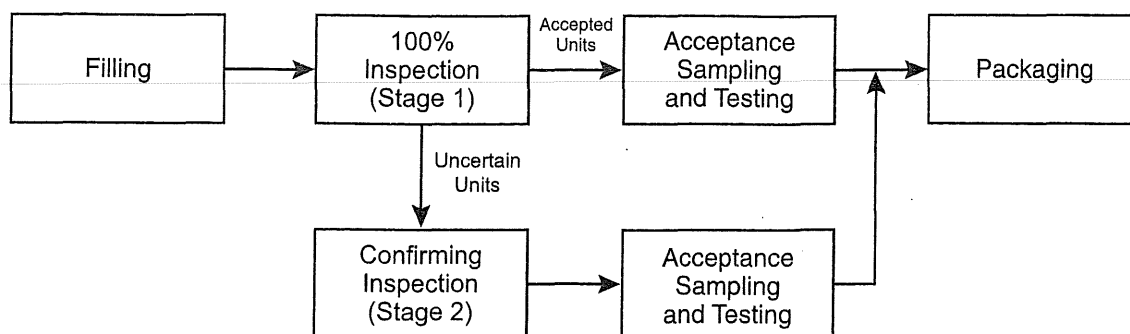 Filling
100%
Inspection
(Stage 1)
Accepted
Units
Acceptance
Sampling
and Testing
Packaging
Uncertain
Units
Confirming
Inspection
(Stage 2)
Acceptance
Sampling
and Testing